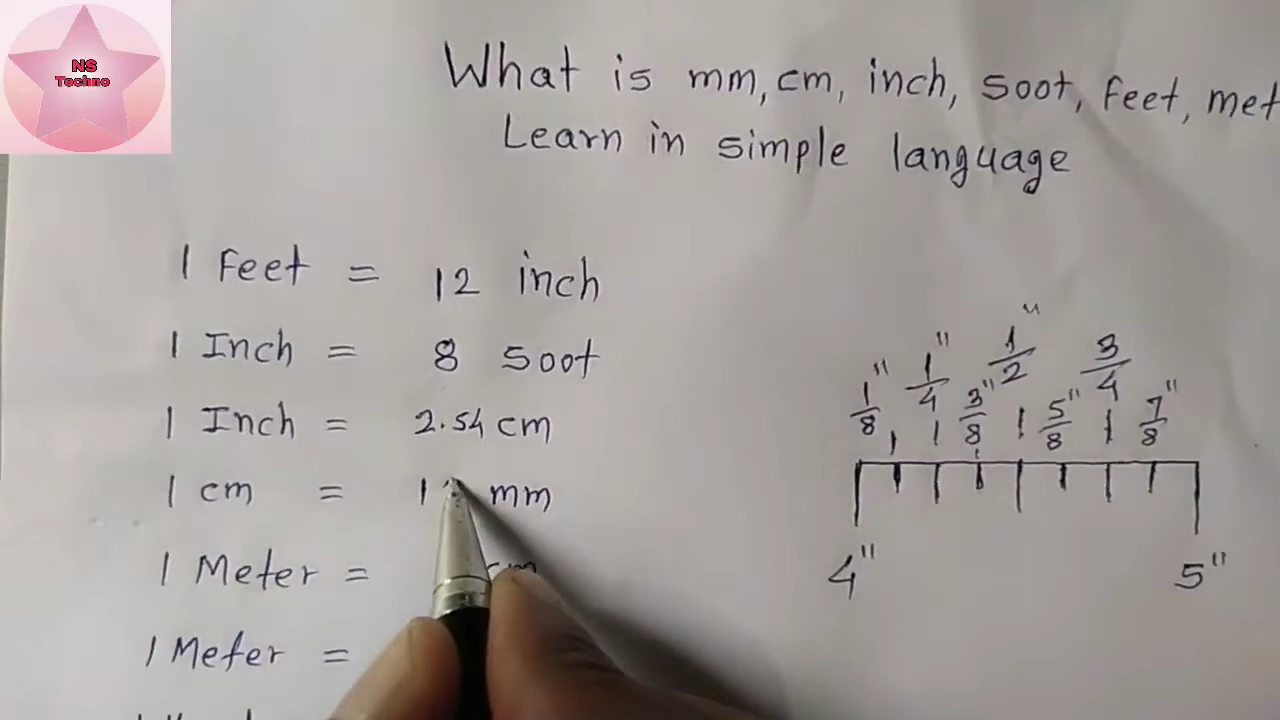 NS
Techno
What is mm, cm, inch, soot, feet, met
Learn in simple language
1 Feet = 12 inch
1 Inch = 8 Soot
1 Inch = 2.54 cm
1 cm = 1 mm
1 Meter = cm
1 Meter =
1/8" 1/4" 3/8" 1/2" 5/8" 3/4 7/8"
4" 5"